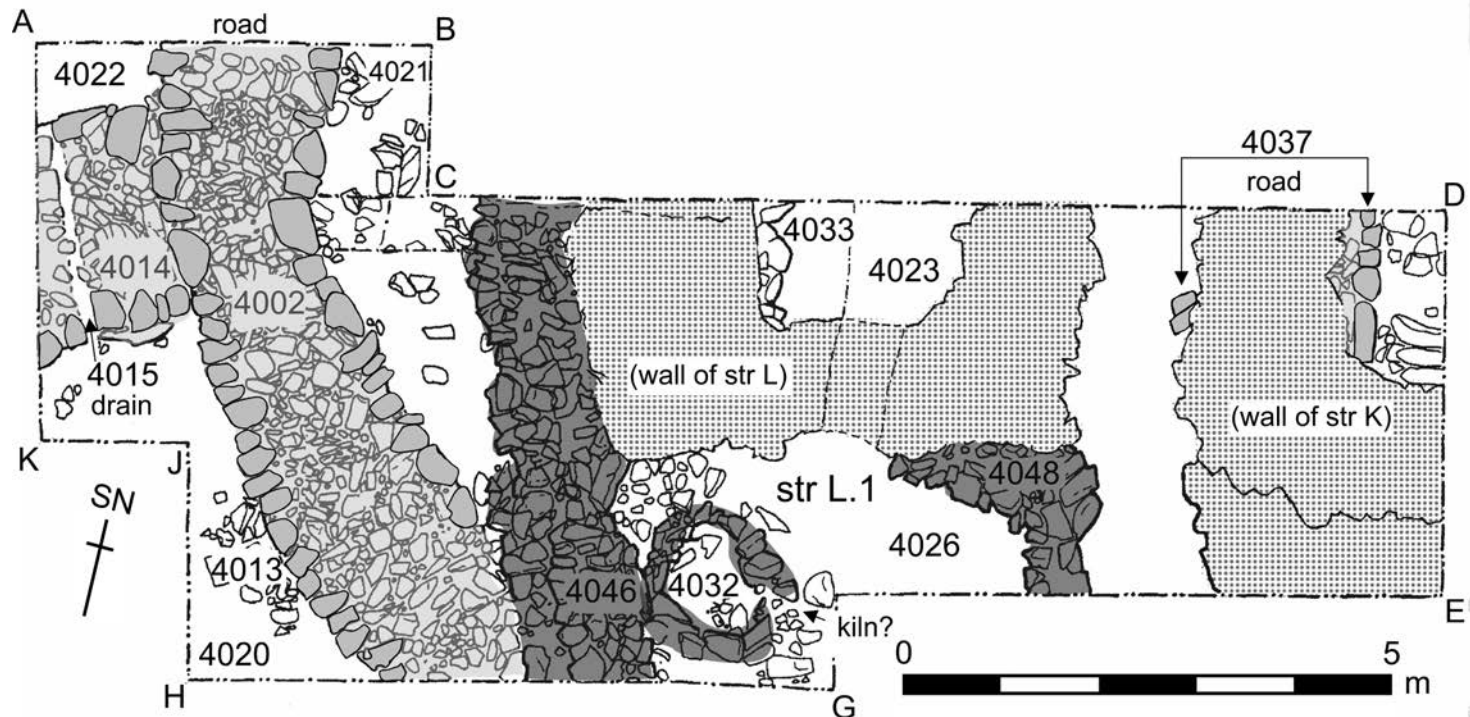 A
road
B
4022
4021
C
4037
road
D
4033
4023
4014
4002
4015
drain
(wall of str L)
(wall of str K)
K
J
SN
str L.1
4048
4026
4013
4046
4032
4020
kiln?
E
H
G
0
5
m